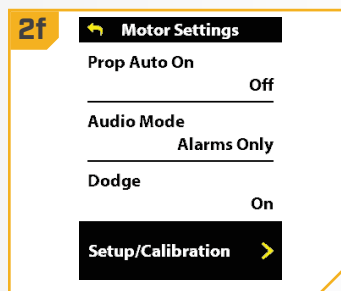 2f
Motor Settings
Prop Auto On
Off
Audio Mode
Alarms Only
Dodge
On
Setup/Calibration